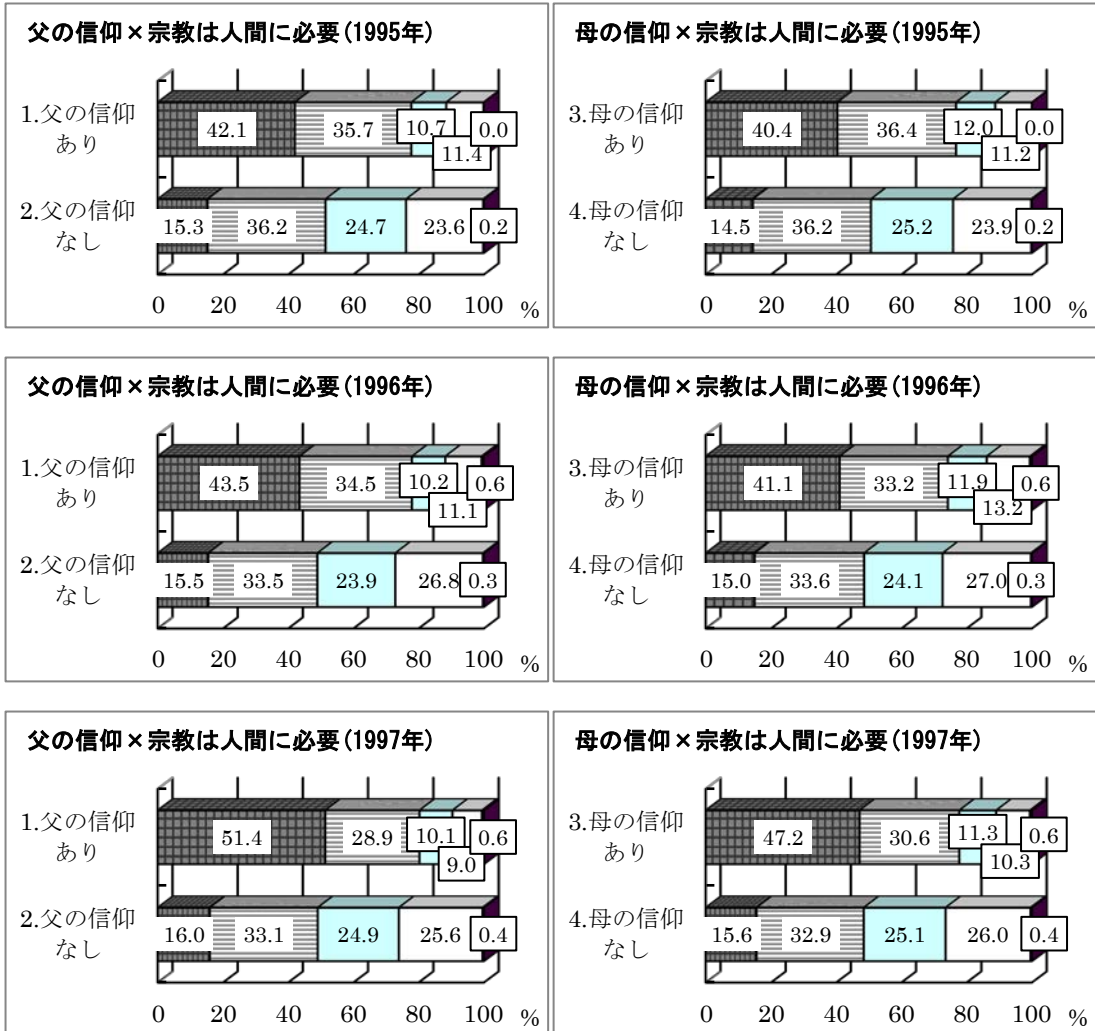 父の信仰×宗教は人間に必要(1995年)
1.父の信仰
あり
42.1 35.7 10.7 11.4 0.0
2.父の信仰
なし
15.3 36.2 24.7 23.6 0.2
0 20 40 60 80 100 %
母の信仰×宗教は人間に必要(1995年)
3.母の信仰
あり
40.4 36.4 12.0 11.2 0.0
4.母の信仰
なし
14.5 36.2 25.2 23.9 0.2
0 20 40 60 80 100 %
父の信仰×宗教は人間に必要(1996年)
1.父の信仰
あり
43.5 34.5 10.2 11.1 0.6
2.父の信仰
なし
15.5 33.5 23.9 26.8 0.3
0 20 40 60 80 100 %
母の信仰×宗教は人間に必要(1996年)
3.母の信仰
あり
41.1 33.2 11.9 13.2 0.6
4.母の信仰
なし
15.0 33.6 24.1 27.0 0.3
0 20 40 60 80 100 %
父の信仰×宗教は人間に必要(1997年)
1.父の信仰
あり
51.4 28.9 10.1 9.0 0.6
2.父の信仰
なし
16.0 33.1 24.9 25.6 0.4
0 20 40 60 80 100 %
母の信仰×宗教は人間に必要(1997年)
3.母の信仰
あり
47.2 30.6 11.3 10.3 0.6
4.母の信仰
なし
15.6 32.9 25.1 26.0 0.4
0 20 40 60 80 100 %